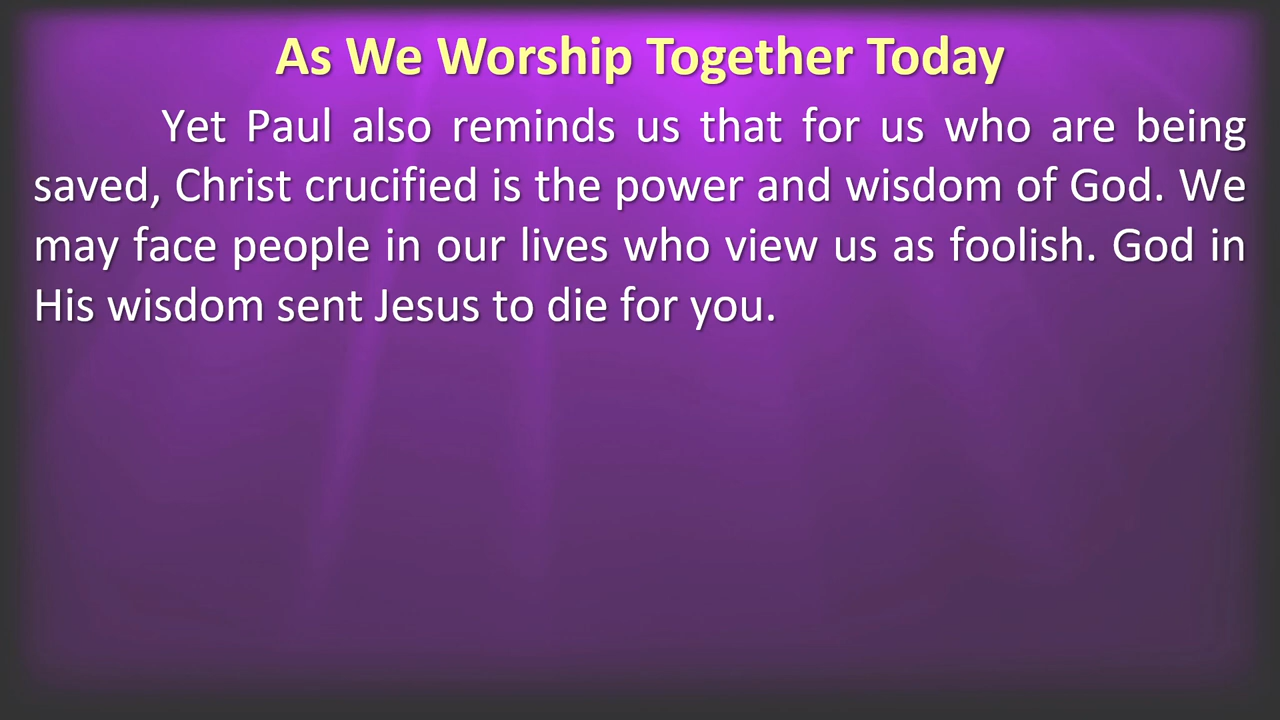 As We Worship Together Today
Yet Paul also reminds us that for us who are being
saved, Christ crucified is the power and wisdom of God. We
may face people in our lives who view us as foolish. God in
His wisdom sent Jesus to die for you.